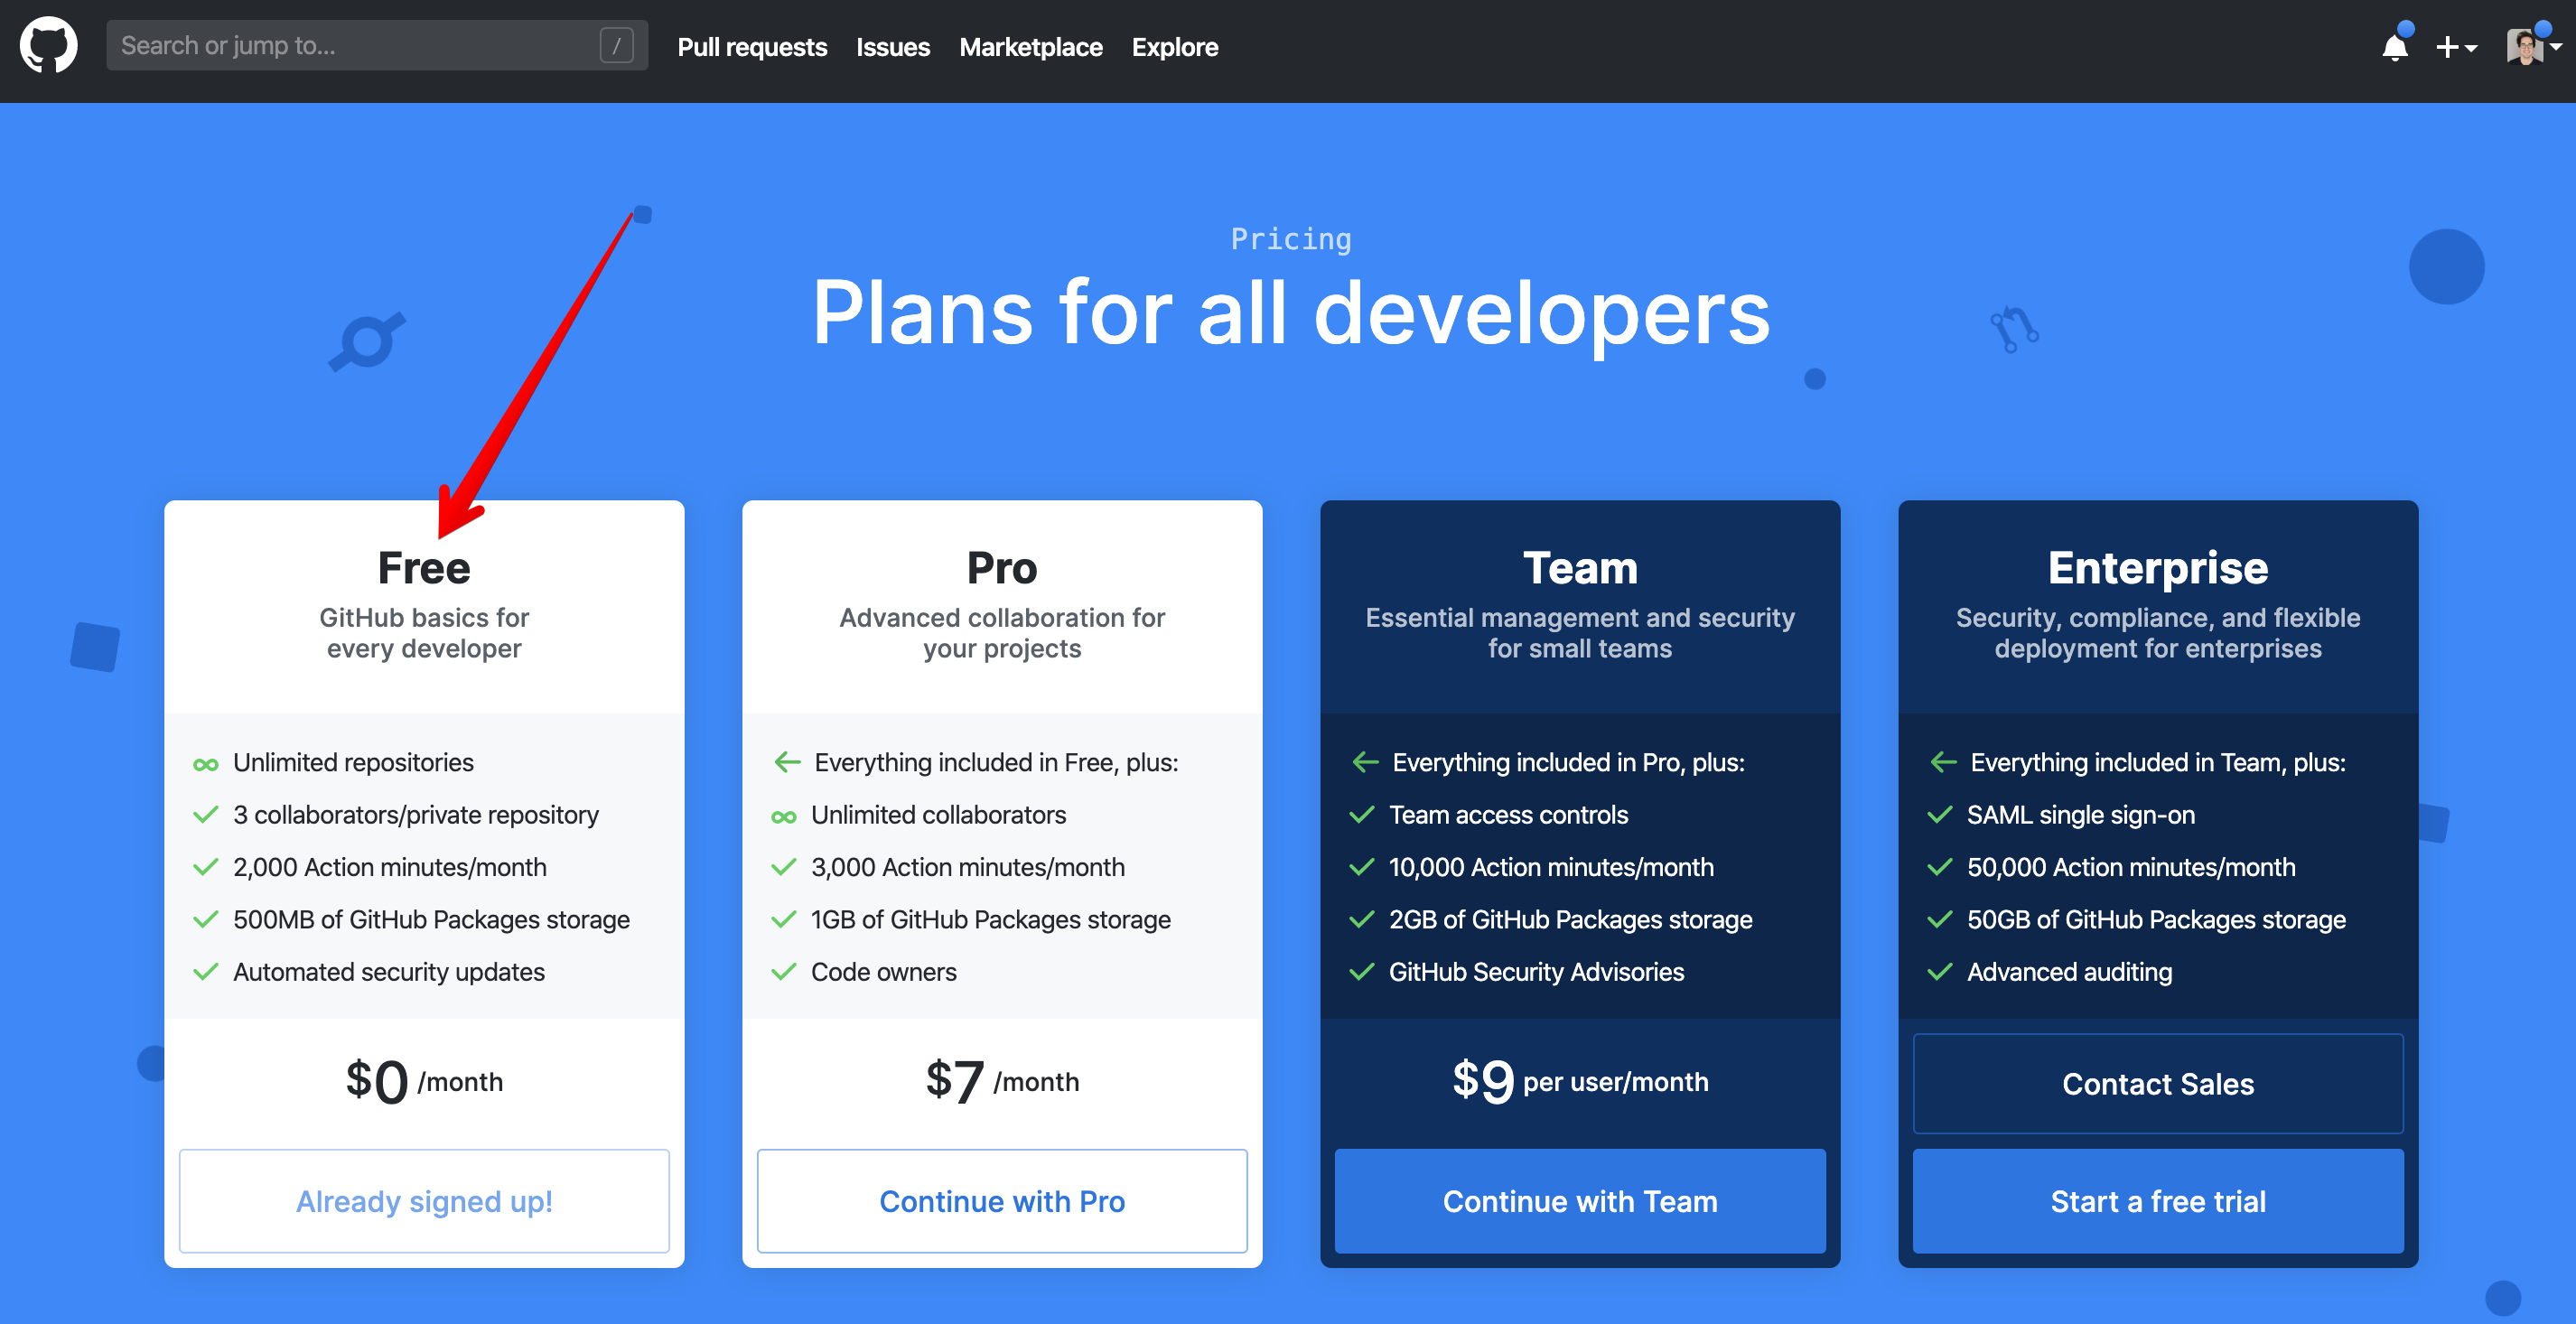 Search or jump to...
/
Pull requests
Issues
Marketplace
Explore
Pricing
Plans for all developers
Free
GitHub basics for
every developer
Unlimited repositories
3 collaborators/private repository
2,000 Action minutes/month
500MB of GitHub Packages storage
Automated security updates
$0 /month
Already signed up!
Pro
Advanced collaboration for
your projects
Everything included in Free, plus:
Unlimited collaborators
3,000 Action minutes/month
1GB of GitHub Packages storage
Code owners
$7 /month
Continue with Pro
Team
Essential management and security
for small teams
Everything included in Pro, plus:
Team access controls
10,000 Action minutes/month
2GB of GitHub Packages storage
GitHub Security Advisories
$9 per user/month
Continue with Team
Enterprise
Security, compliance, and flexible
deployment for enterprises
Everything included in Team, plus:
SAML single sign-on
50,000 Action minutes/month
50GB of GitHub Packages storage
Advanced auditing
Contact Sales
Start a free trial